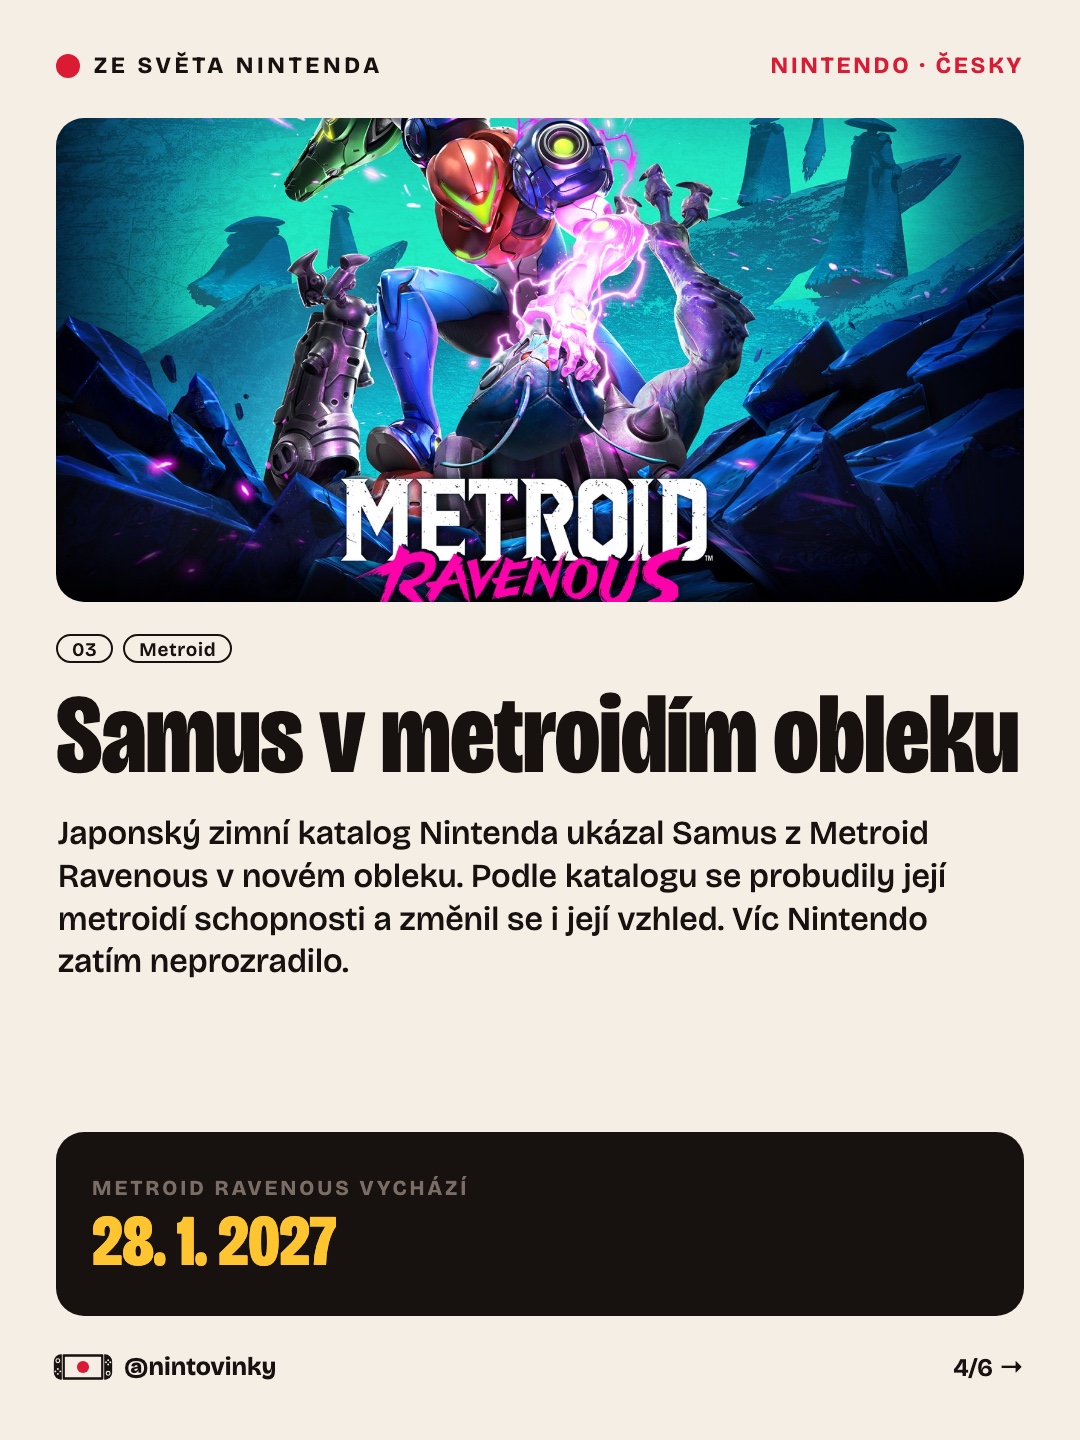 ZE SVĚTA NINTENDA
NINTENDO · ČESKY
METROID™
RAVENOUS
03
Metroid
Samus v metroidím obleku
Japonský zimní katalog Nintenda ukázal Samus z Metroid
Ravenous v novém obleku. Podle katalogu se probudily její
metroidí schopnosti a změnil se i její vzhled. Víc Nintendo
zatím neprozradilo.
METROID RAVENOUS VYCHÁZÍ
28. 1. 2027
@nintovinky
4/6 →